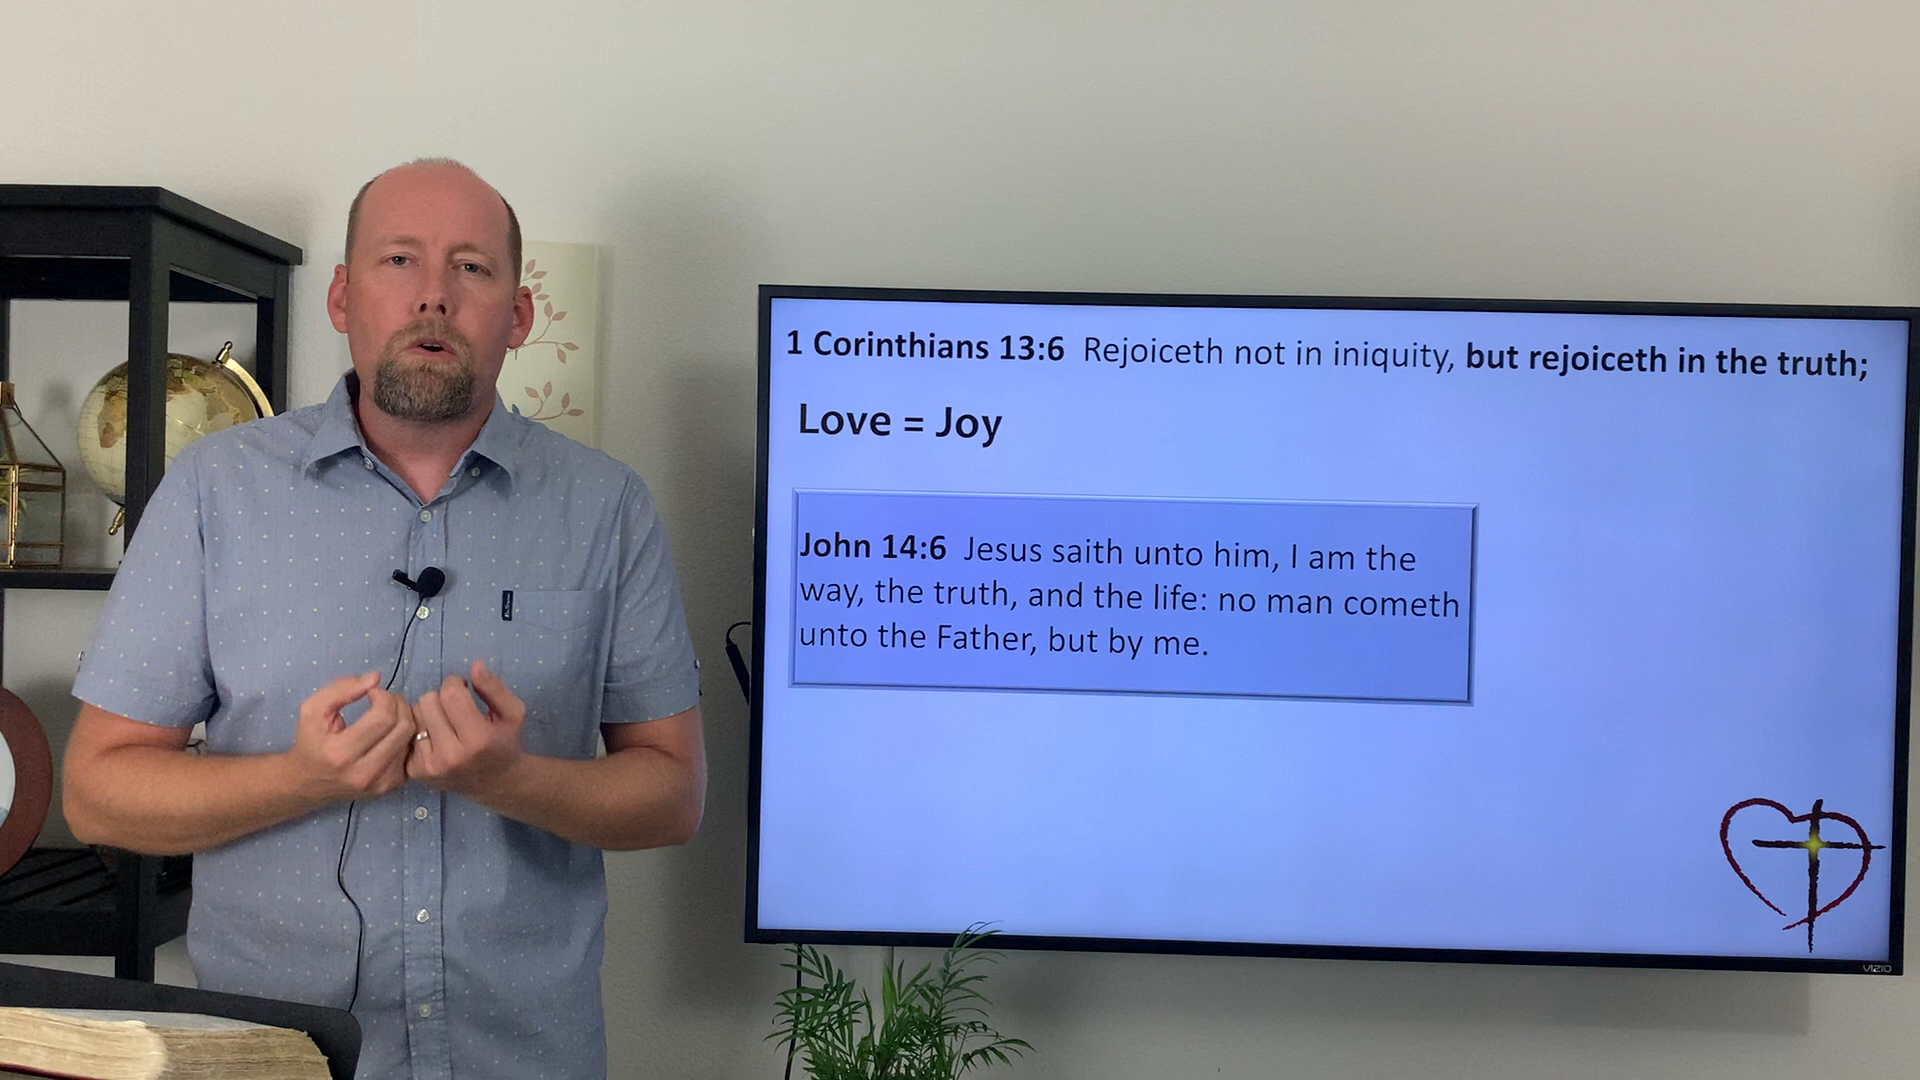 1 Corinthians 13:6 Rejoiceth not in iniquity, but rejoiceth in the truth;
Love = Joy
John 14:6 Jesus saith unto him, I am the
way, the truth, and the life: no man cometh
unto the Father, but by me.
VIZIO